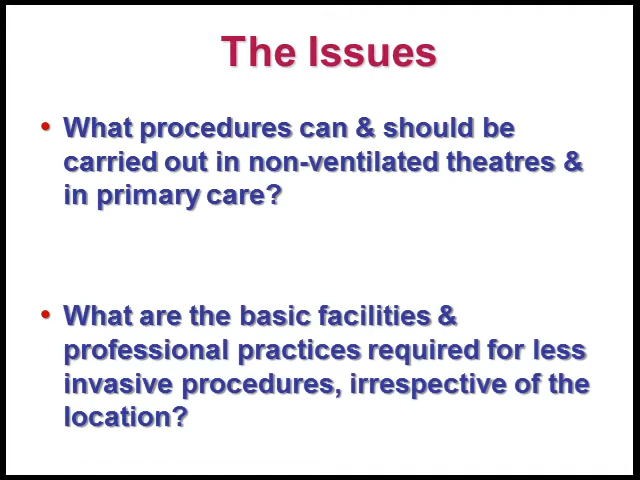 The Issues
• What procedures can & should be
carried out in non-ventilated theatres &
in primary care?
• What are the basic facilities &
professional practices required for less
invasive procedures, irrespective of the
location?